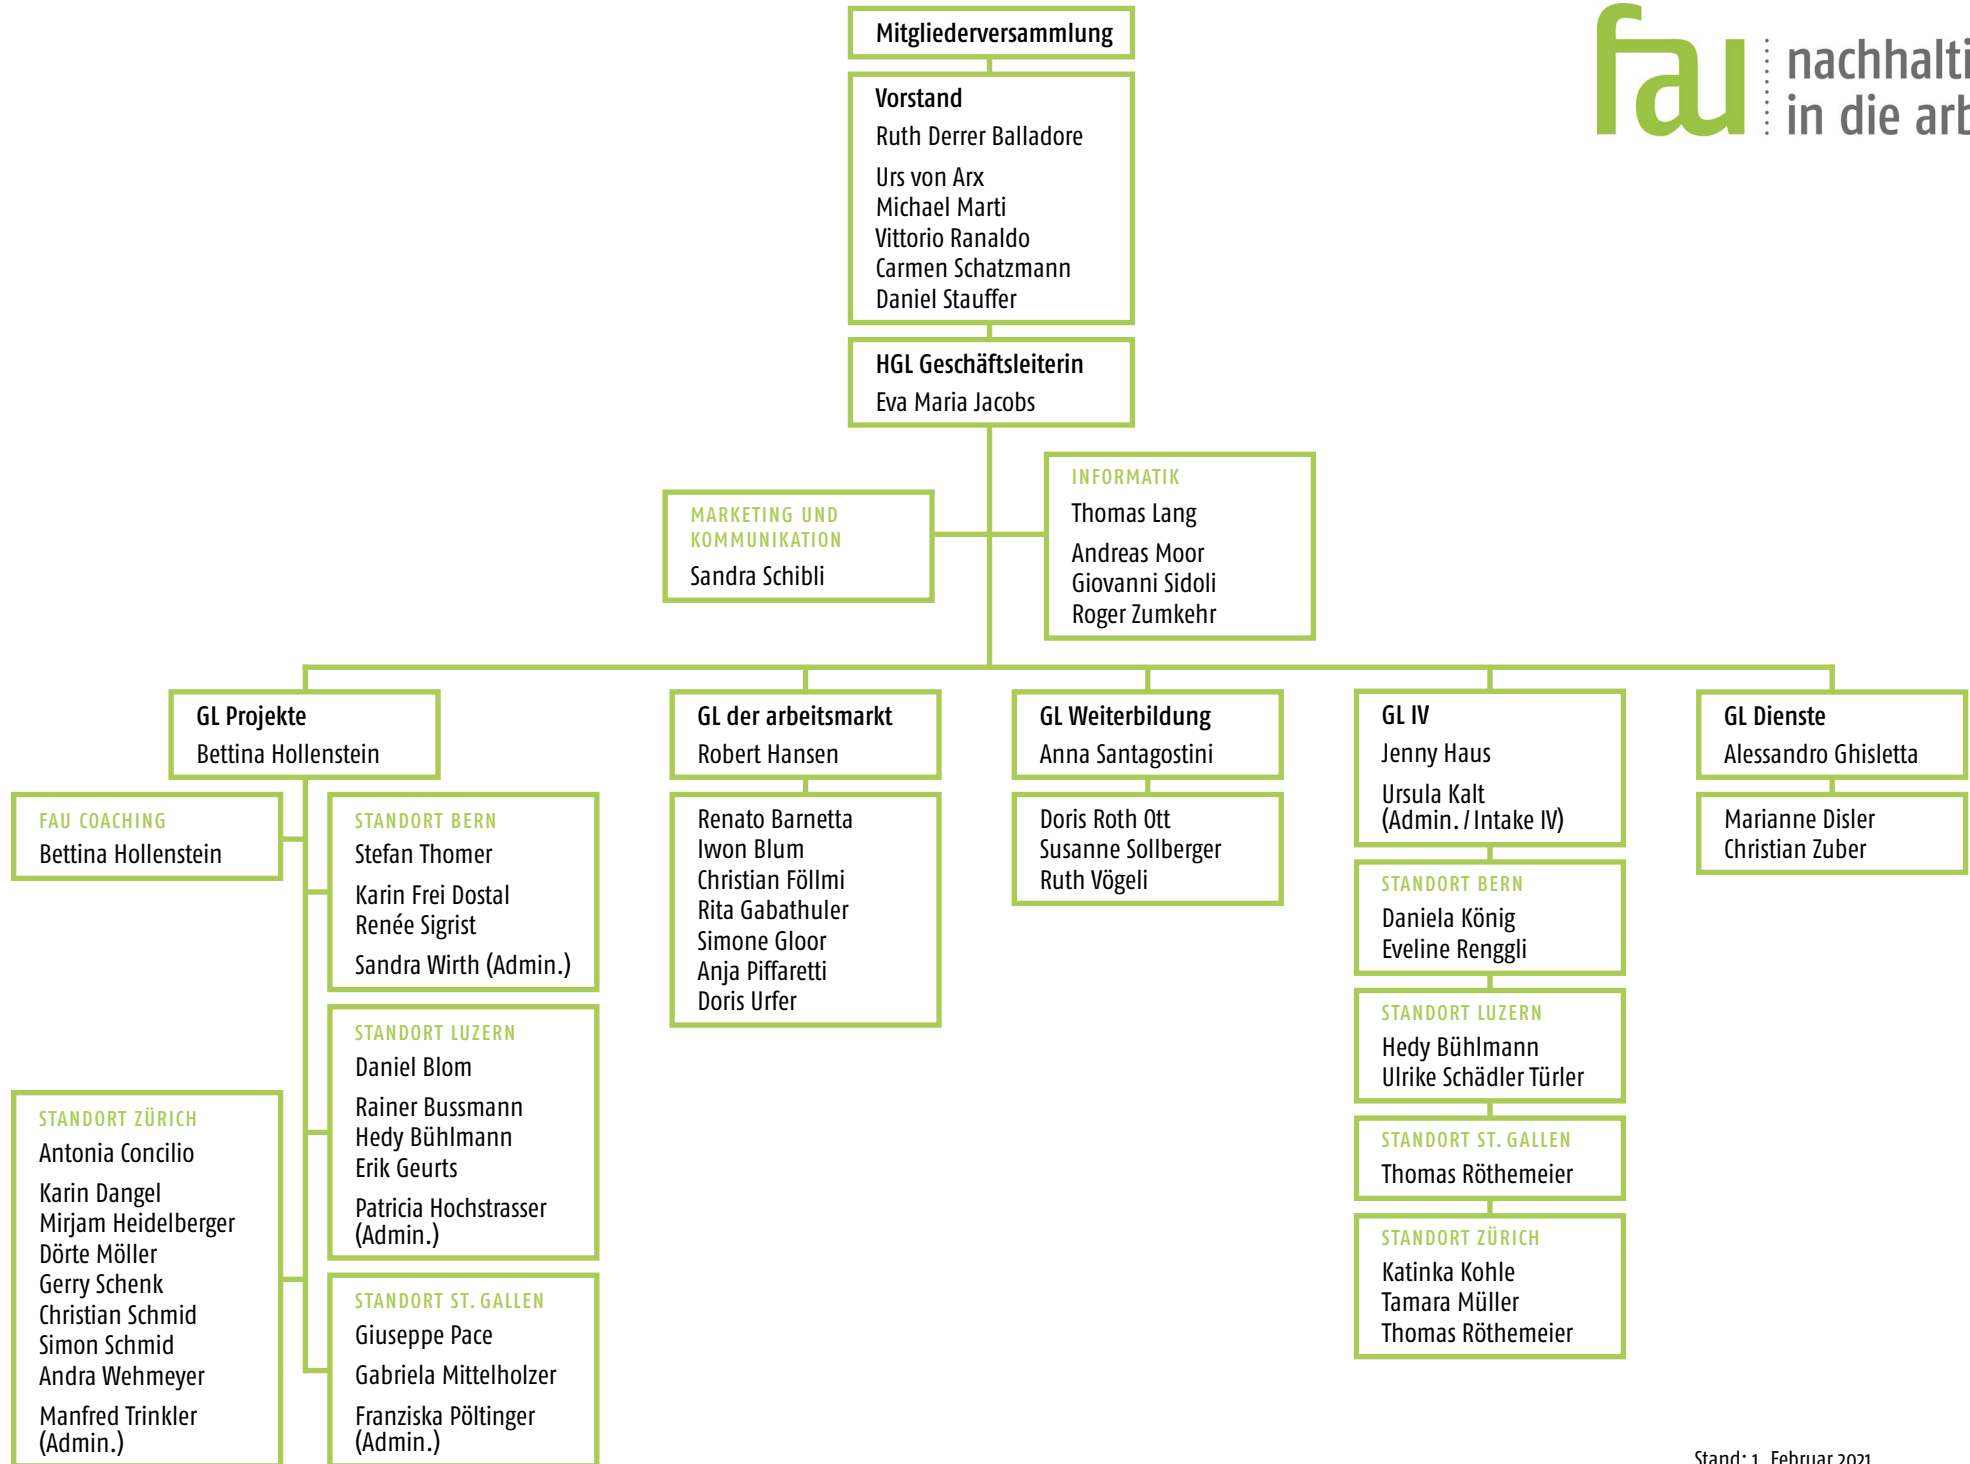 Mitgliederversammlung
fau
nachhalti
in die arb
Vorstand
Ruth Derrer Balladore
Urs von Arx
Michael Marti
Vittorio Ranaldo
Carmen Schatzmann
Daniel Stauffer
HGL Geschäftsleiterin
Eva Maria Jacobs
MARKETING UND
KOMMUNIKATION
Sandra Schibli
INFORMATIK
Thomas Lang
Andreas Moor
Giovanni Sidoli
Roger Zumkehr
GL Projekte
Bettina Hollenstein
FAU COACHING
Bettina Hollenstein
STANDORT BERN
Stefan Thomer
Karin Frei Dostal
Renée Sigrist
Sandra Wirth (Admin.)
STANDORT LUZERN
Daniel Blom
Rainer Bussmann
Hedy Bühlmann
Erik Geurts
Patricia Hochstrasser
(Admin.)
STANDORT ZÜRICH
Antonia Concilio
Karin Dangel
Mirjam Heidelberger
Dörte Möller
Gerry Schenk
Christian Schmid
Simon Schmid
Andra Wehmeyer
Manfred Trinkler
(Admin.)
STANDORT ST. GALLEN
Giuseppe Pace
Gabriela Mittelholzer
Franziska Pöltinger
(Admin.)
GL der arbeitsmarkt
Robert Hansen
Renato Barnetta
Iwon Blum
Christian Föllmi
Rita Gabathuler
Simone Gloor
Anja Piffaretti
Doris Urfer
GL Weiterbildung
Anna Santagostini
Doris Roth Ott
Susanne Sollberger
Ruth Vögeli
GL IV
Jenny Haus
Ursula Kalt
(Admin. / Intake IV)
STANDORT BERN
Daniela König
Eveline Renggli
STANDORT LUZERN
Hedy Bühlmann
Ulrike Schädler Türler
STANDORT ST. GALLEN
Thomas Röthemeier
STANDORT ZÜRICH
Katinka Kohle
Tamara Müller
Thomas Röthemeier
GL Dienste
Alessandro Ghisletta
Marianne Disler
Christian Zuber
Stand: 1. Februar 2021